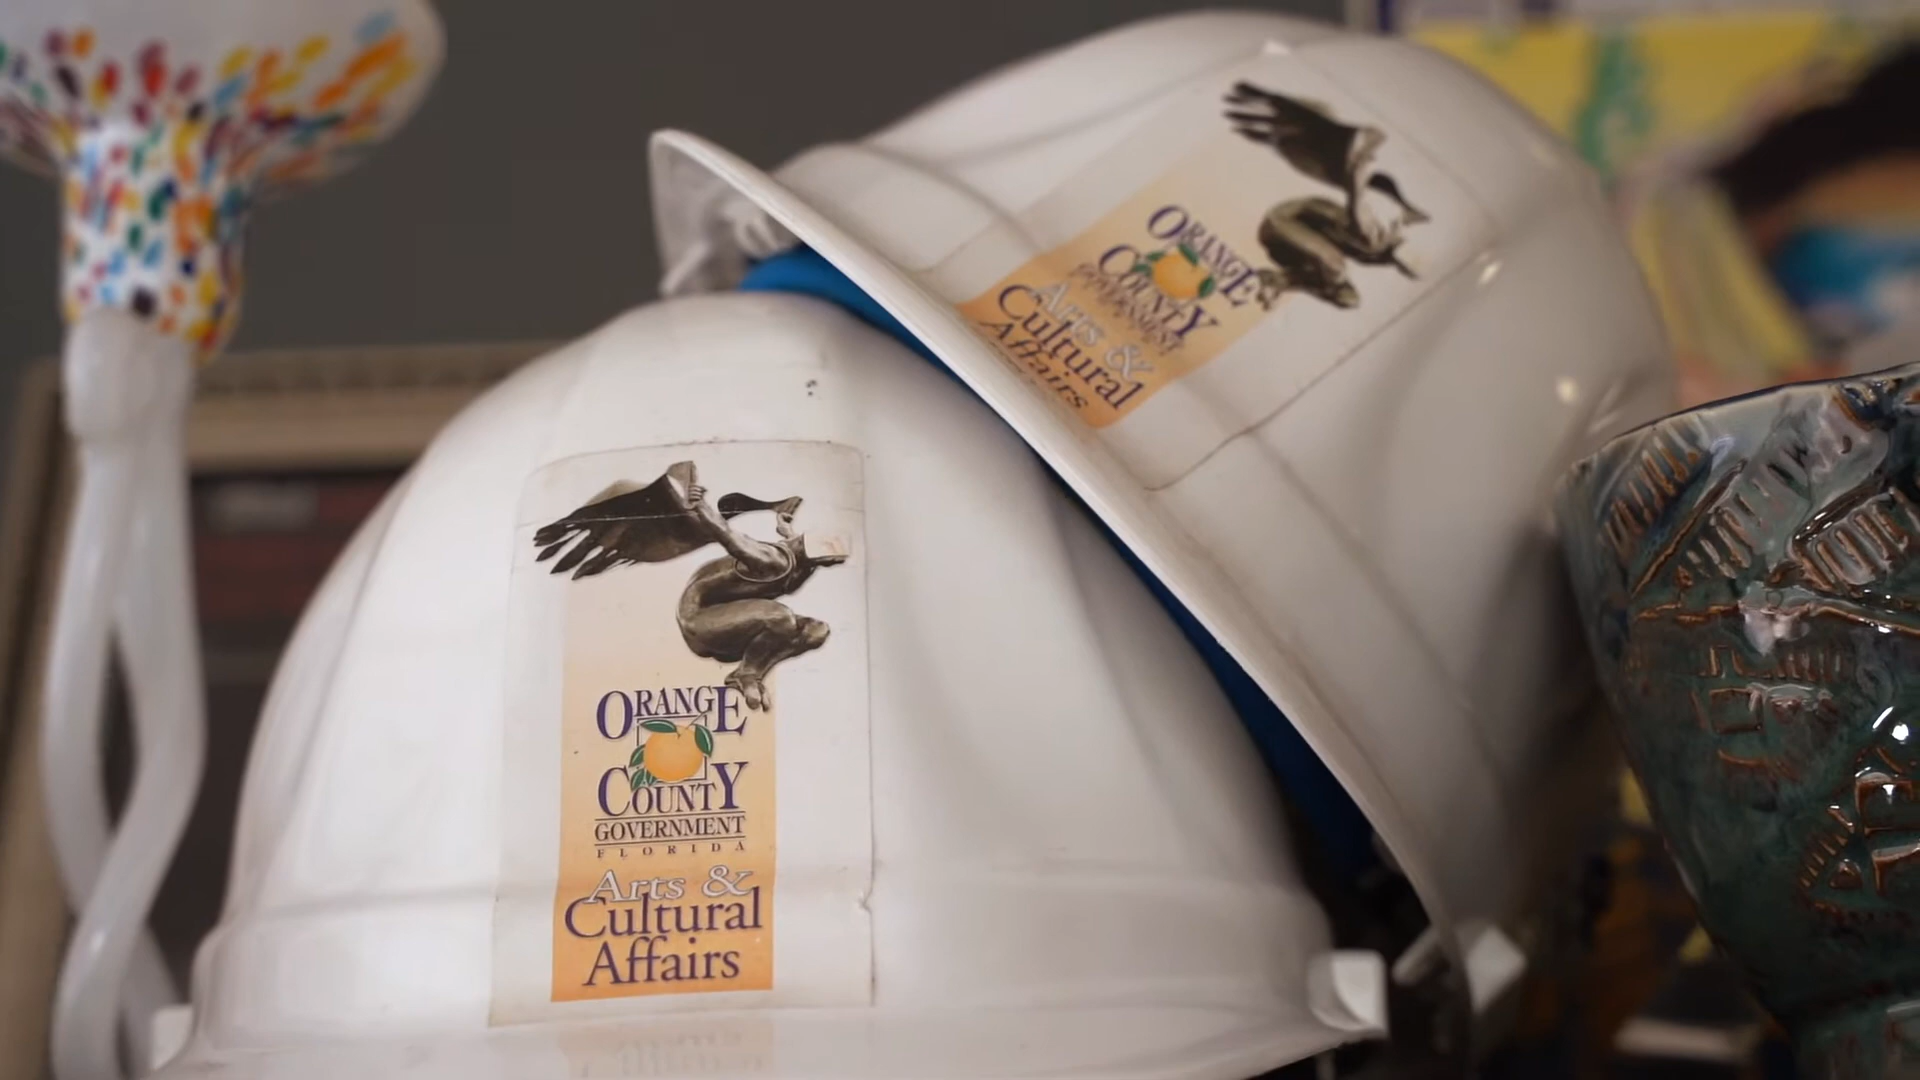 ORANGE
COUNTY
GOVERNMENT
FLORIDA
Arts &
Cultural
Affairs
ORANGE
COUNTY
GOVERNMENT
Arts &
Cultural
Affairs